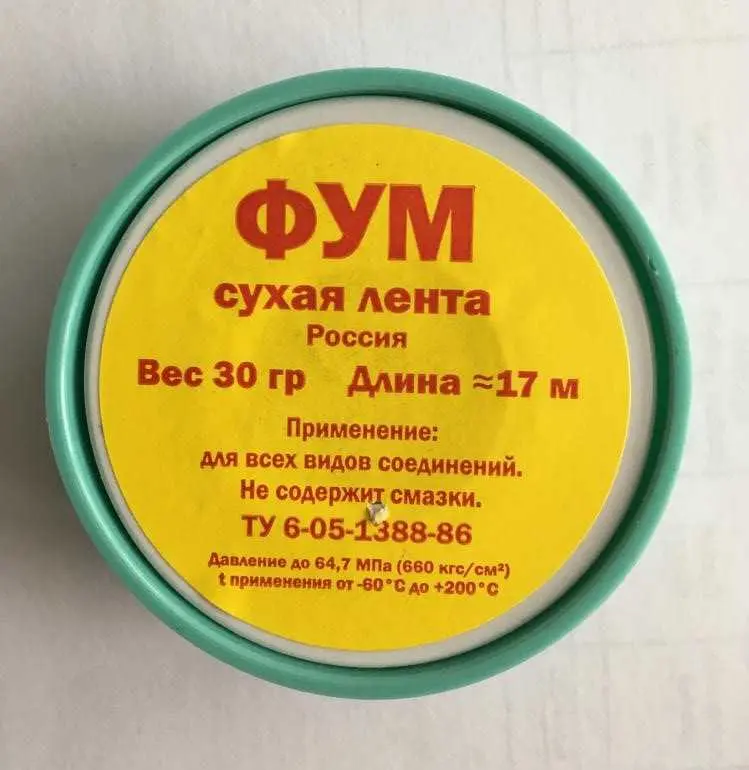 ФУМ
сухая лента
Россия
Вес 30 гр Длина ≈17 м
Применение:
для всех видов соединений.
Не содержит смазки.
ТУ 6-05-1388-86
Давление до 64,7 МПа (660 кгс/см²)
t применения от -60°С до +200°С